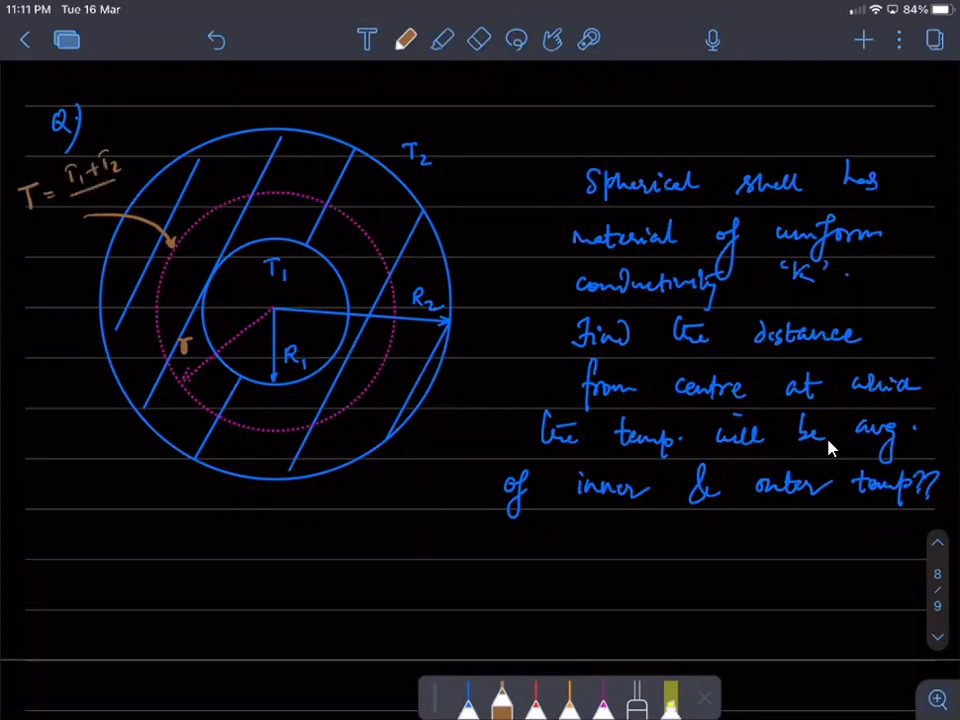 11:11 PM Tue 16 Mar
84%
Q)
T = T₁+T₂
T₂
T₁
R₂
R₁
r
Spherical shell has
material of uniform
conductivity 'K'.
Find the distance
from centre at which
the temp. will be avg.
of inner & outer temp??
8
/
9